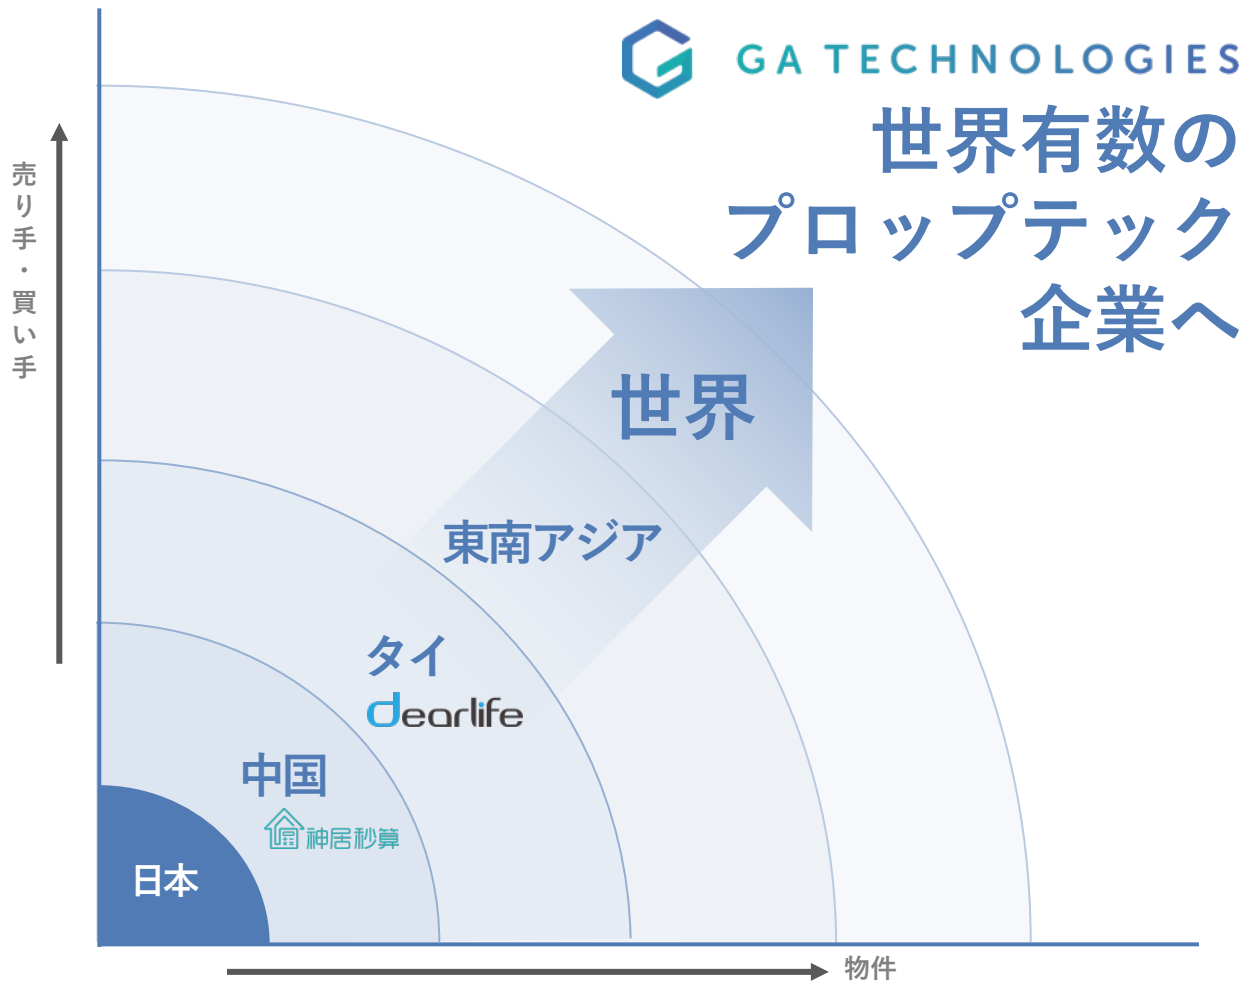 GA TECHNOLOGIES
世界有数の
プロップテック
企業へ
売り手・買い手
世界
東南アジア
タイ
dearlife
中国
神居秒算
日本
物件